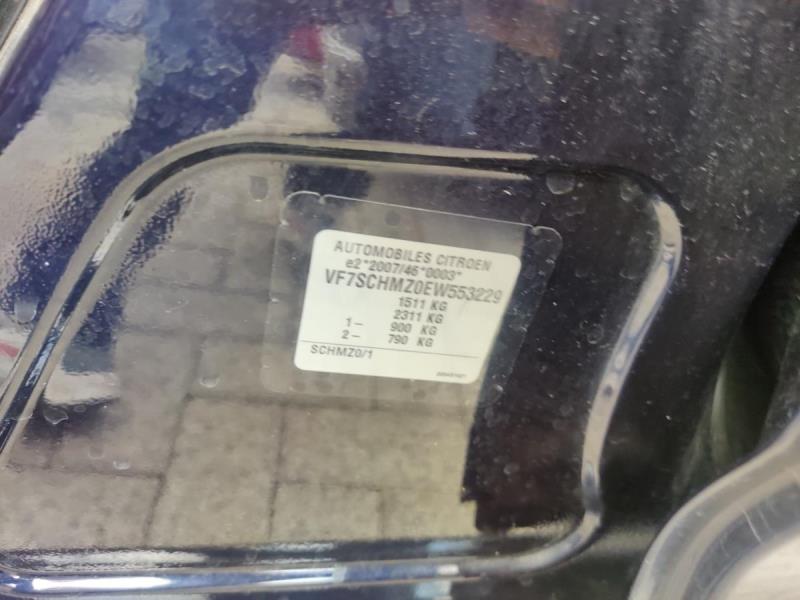 AUTOMOBILES CITROEN
e2*2007/46*0003*
VF7SCHMZ0EW553229
1511 KG
2311 KG
1- 900 KG
2- 790 KG
SCHMZ0/1